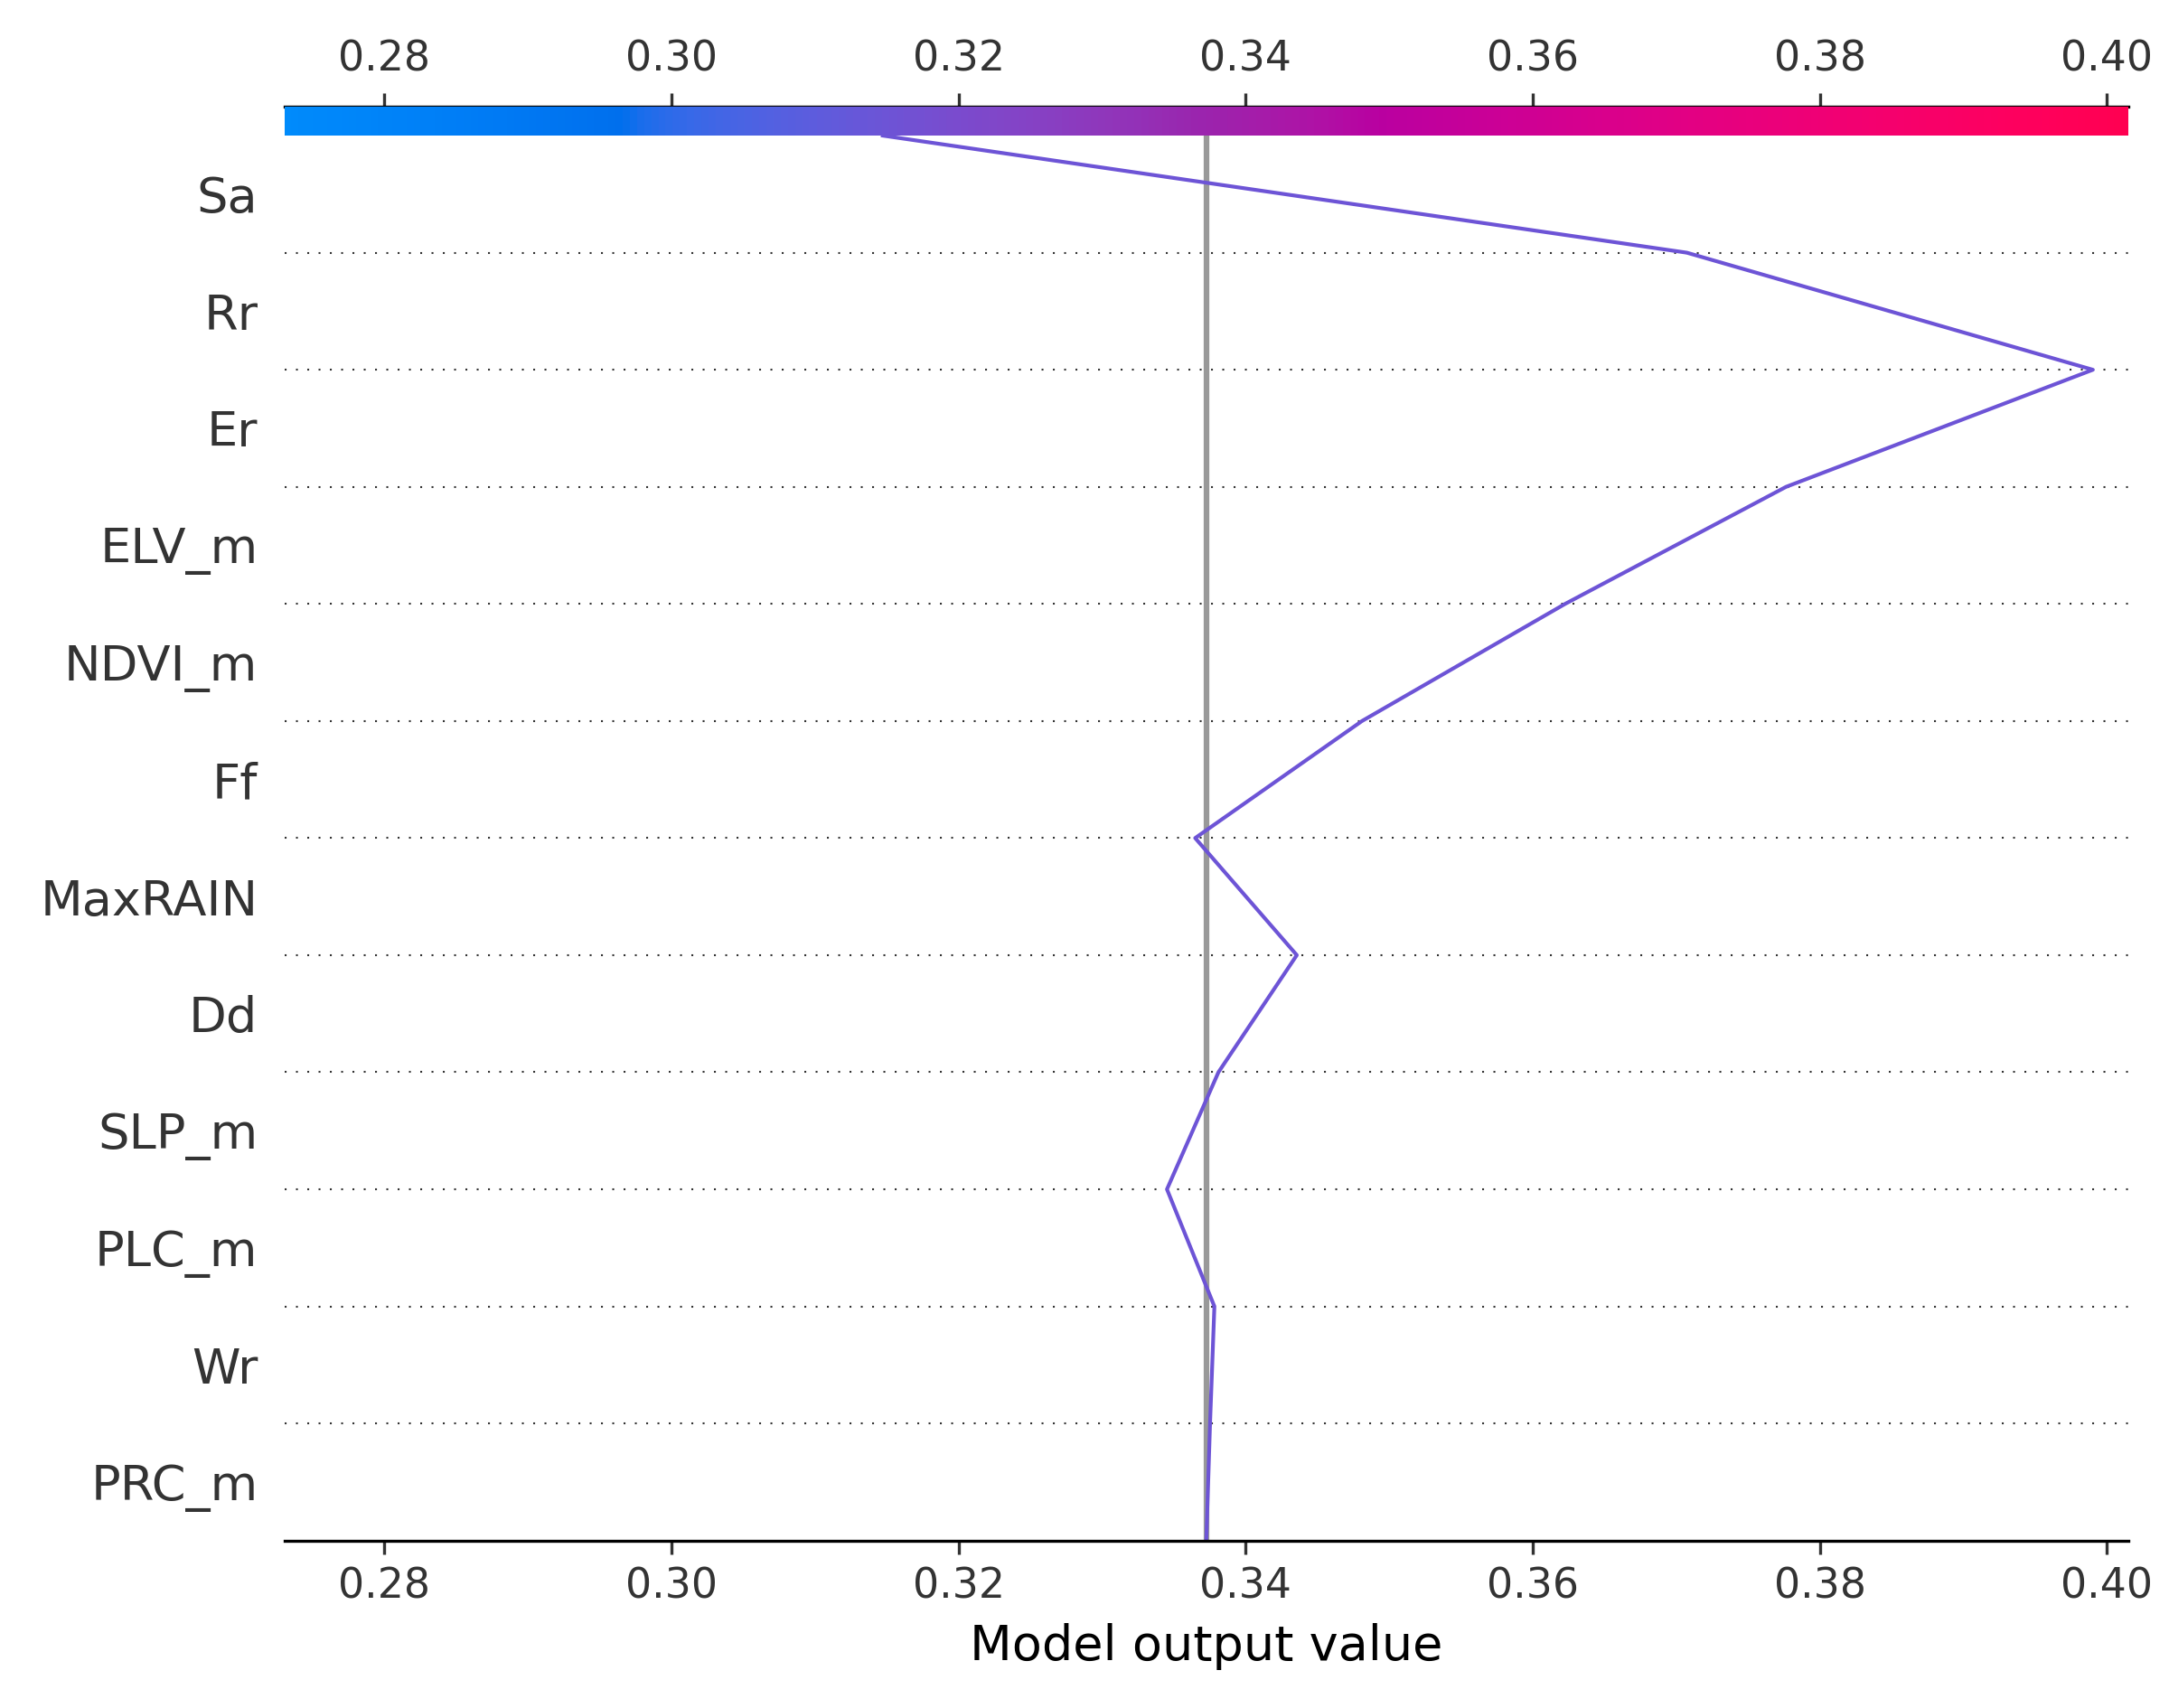 0.28 0.30 0.32 0.34 0.36 0.38 0.40
Sa
Rr
Er
ELV_m
NDVI_m
Ff
MaxRAIN
Dd
SLP_m
PLC_m
Wr
PRC_m
0.28 0.30 0.32 0.34 0.36 0.38 0.40
Model output value